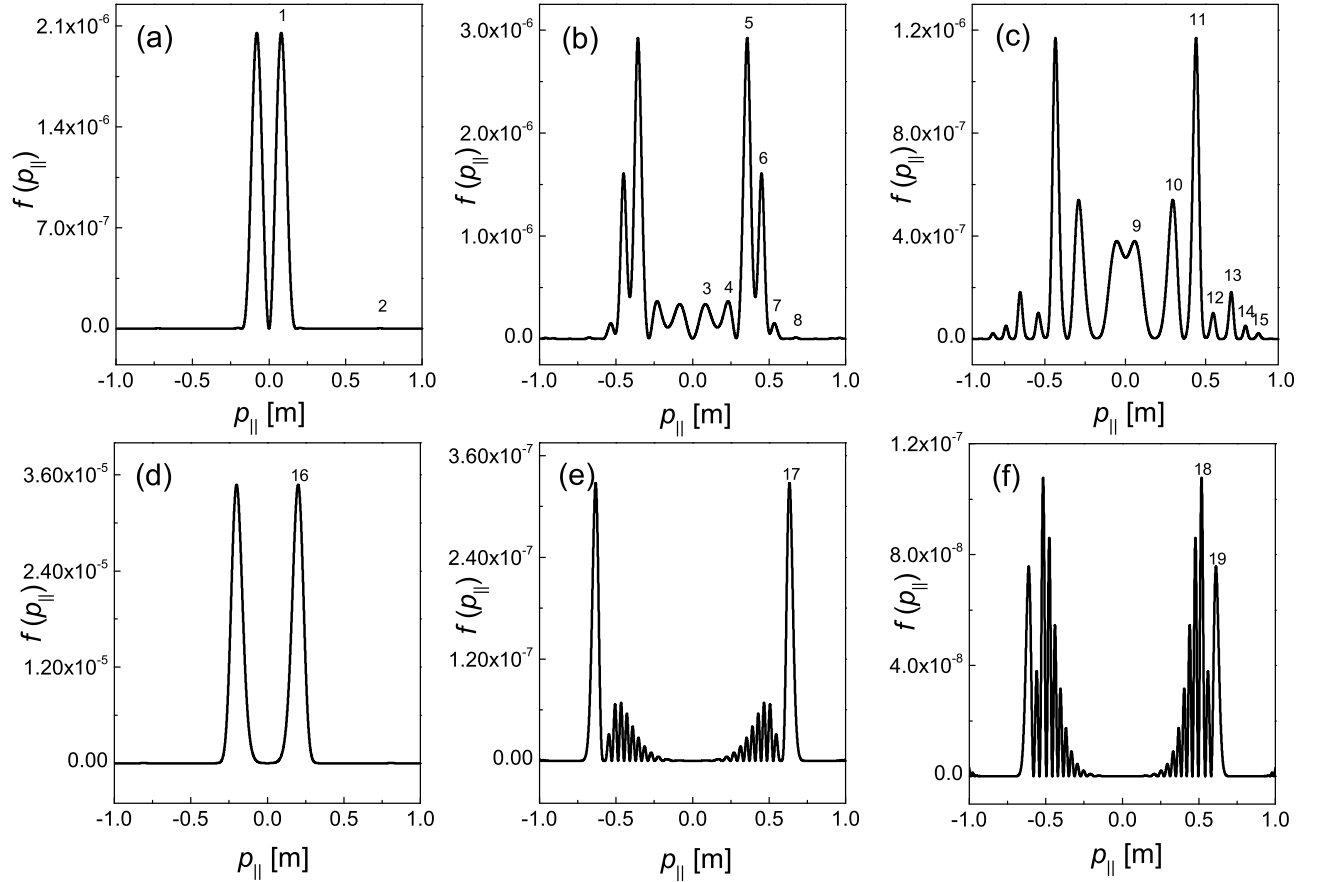 (a)
1
2
2.1x10-6
1.4x10-6
7.0x10-7
0.0
f (p||)
-1.0 -0.5 0.0 0.5 1.0
p|| [m]
(b)
5
6
3
4
7
8
3.0x10-6
2.0x10-6
1.0x10-6
0.0
f (p||)
-1.0 -0.5 0.0 0.5 1.0
p|| [m]
(c)
11
10
9
13
12
14
15
1.2x10-6
8.0x10-7
4.0x10-7
0.0
f (p||)
-1.0 -0.5 0.0 0.5 1.0
p|| [m]
(d)
16
3.60x10-5
2.40x10-5
1.20x10-5
0.00
f (p||)
-1.0 -0.5 0.0 0.5 1.0
p|| [m]
(e)
17
3.60x10-7
2.40x10-7
1.20x10-7
0.00
f (p||)
-1.0 -0.5 0.0 0.5 1.0
p|| [m]
(f)
18
19
1.2x10-7
8.0x10-8
4.0x10-8
0.0
f (p||)
-1.0 -0.5 0.0 0.5 1.0
p|| [m]